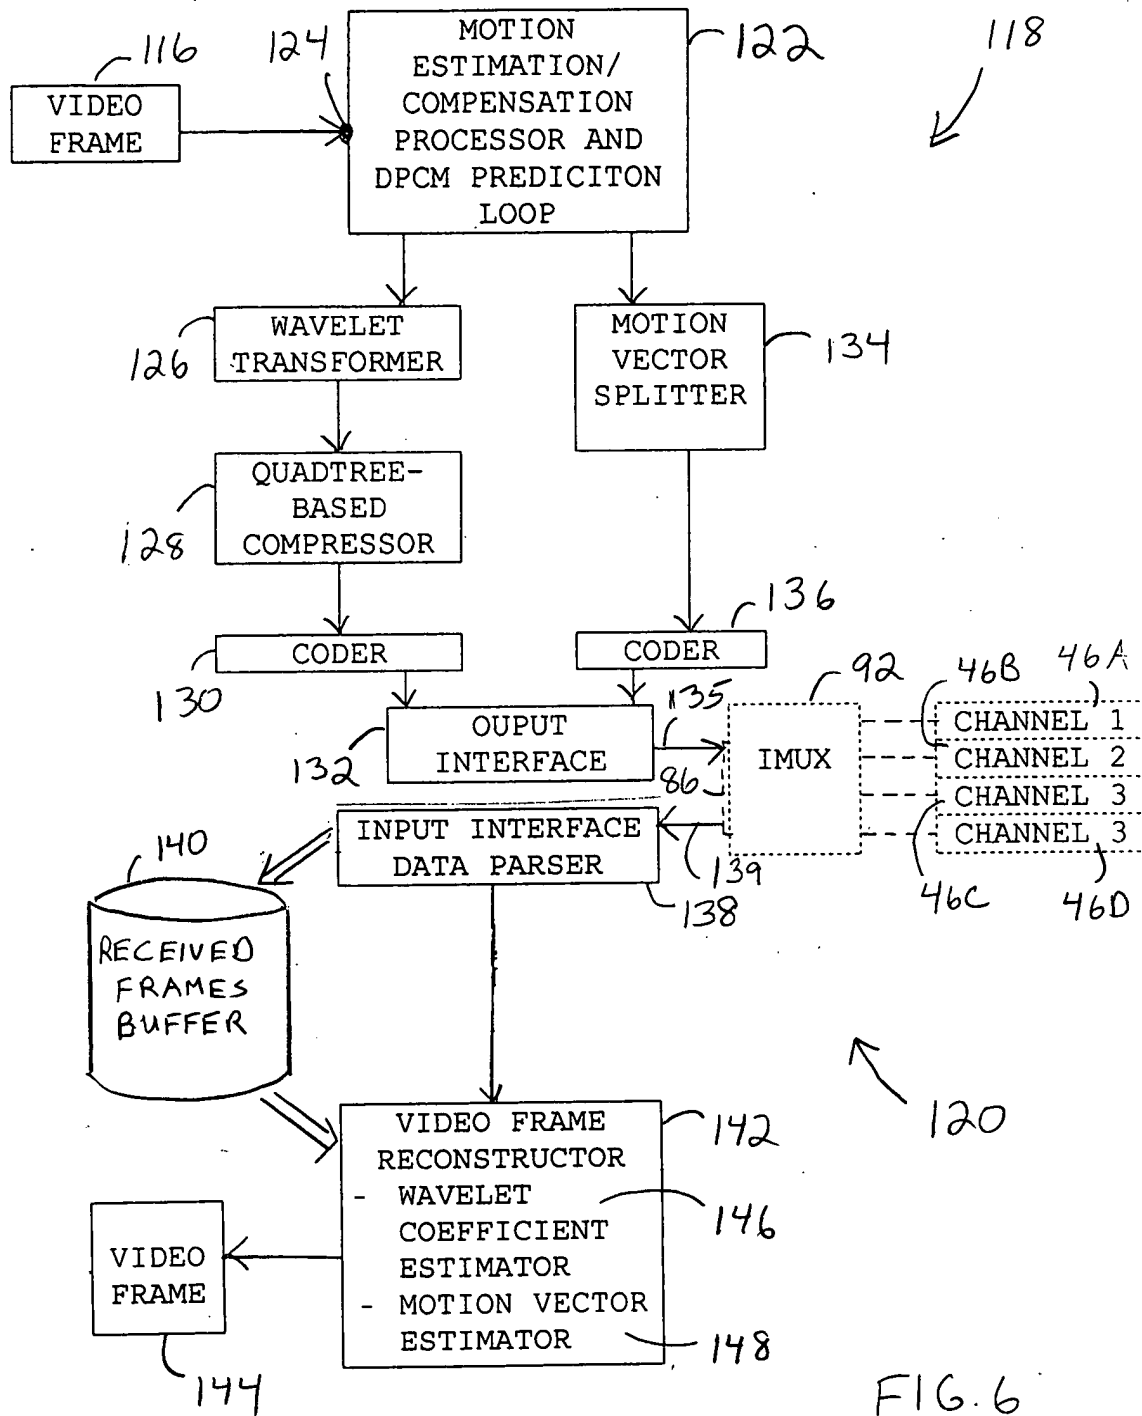 116
124
MOTION
ESTIMATION/
COMPENSATION
PROCESSOR AND
DPCM PREDICITON
LOOP
122
118
VIDEO
FRAME
WAVELET
TRANSFORMER
126
MOTION
VECTOR
SPLITTER
134
QUADTREE-
BASED
COMPRESSOR
128
CODER
130
CODER
136
OUPUT
INTERFACE
132
135
86
92
IMUX
46B
46A
CHANNEL 1
CHANNEL 2
CHANNEL 3
CHANNEL 3
46C
46D
INPUT INTERFACE
DATA PARSER
139
138
140
RECEIVED
FRAMES
BUFFER
120
VIDEO FRAME
RECONSTRUCTOR
- WAVELET
COEFFICIENT
ESTIMATOR
- MOTION VECTOR
ESTIMATOR
142
146
148
VIDEO
FRAME
144
FIG. 6